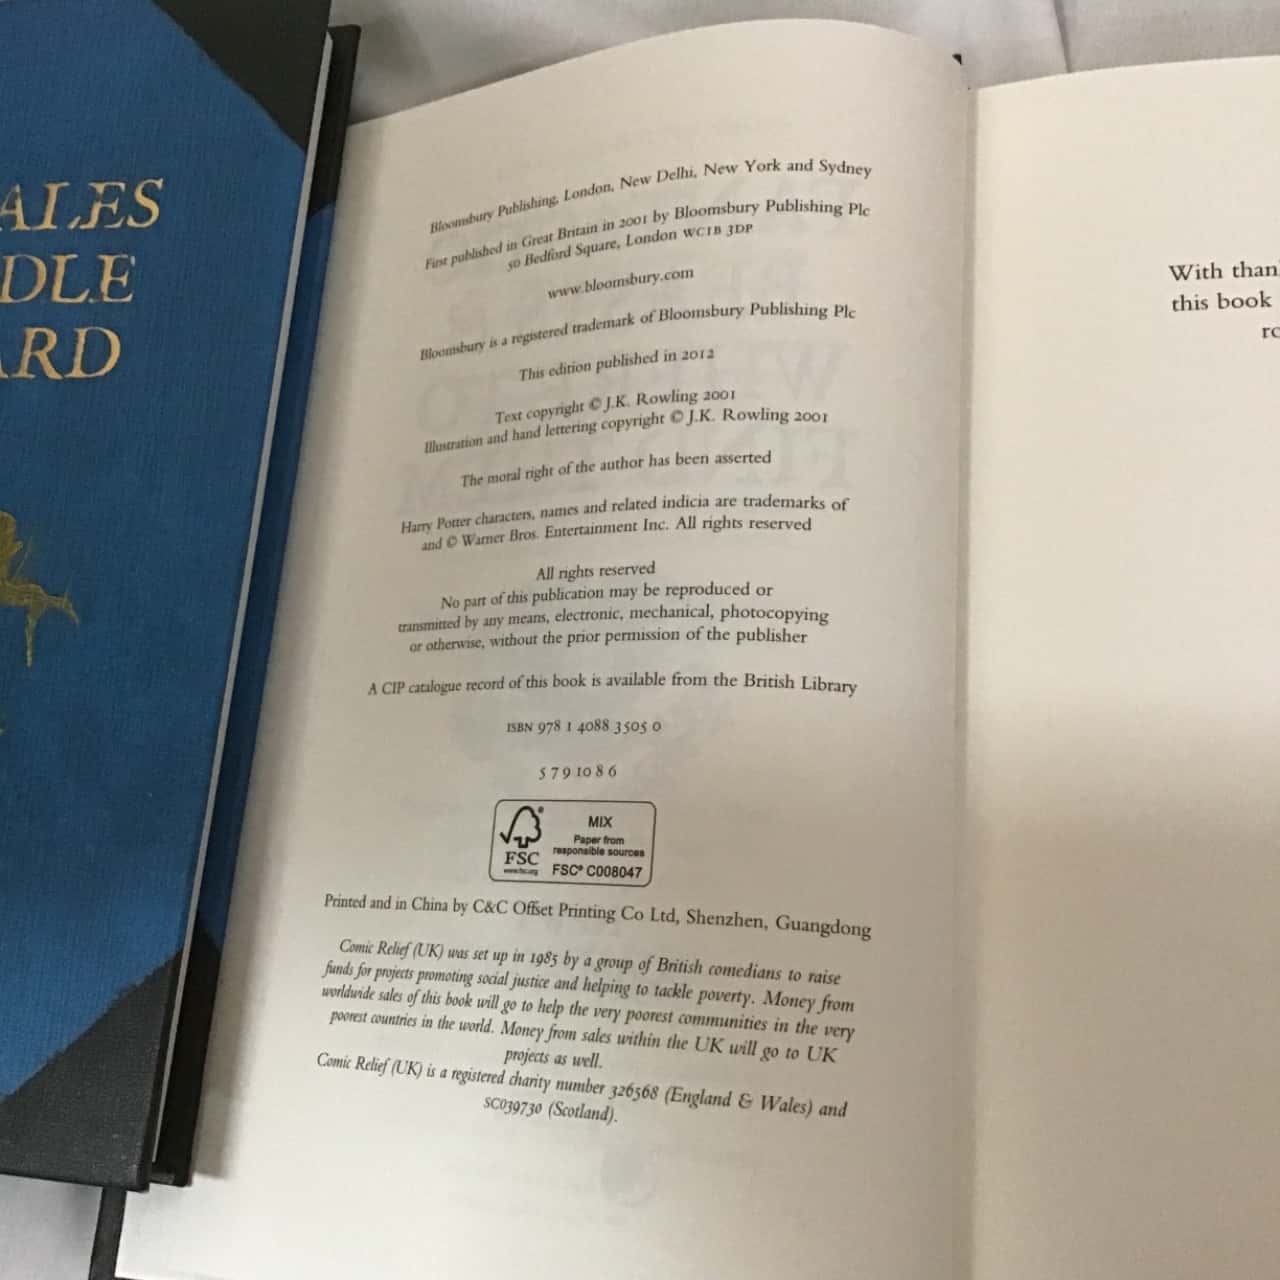 ALES
DLE
ARD
Bloomsbury Publishing, London, New Delhi, New York and Sydney
First published in Great Britain in 2001 by Bloomsbury Publishing Plc
50 Bedford Square, London WC1B 3DP
www.bloomsbury.com
Bloomsbury is a registered trademark of Bloomsbury Publishing Plc
This edition published in 2012
Text copyright © J.K. Rowling 2001
Illustration and hand lettering copyright © J.K. Rowling 2001
The moral right of the author has been asserted
Harry Potter characters, names and related indicia are trademarks of
and © Warner Bros. Entertainment Inc. All rights reserved
All rights reserved
No part of this publication may be reproduced or
transmitted by any means, electronic, mechanical, photocopying
or otherwise, without the prior permission of the publisher
A CIP catalogue record of this book is available from the British Library
ISBN 978 1 4088 3505 0
5 7 9 10 8 6
FSC
www.fsc.org
MIX
Paper from
responsible sources
FSC® C008047
Printed and in China by C&C Offset Printing Co Ltd, Shenzhen, Guangdong
Comic Relief (UK) was set up in 1985 by a group of British comedians to raise
funds for projects promoting social justice and helping to tackle poverty. Money from
worldwide sales of this book will go to help the very poorest communities in the very
poorest countries in the world. Money from sales within the UK will go to UK
projects as well.
Comic Relief (UK) is a registered charity number 326568 (England & Wales) and
SC039730 (Scotland).
With than
this book
ro